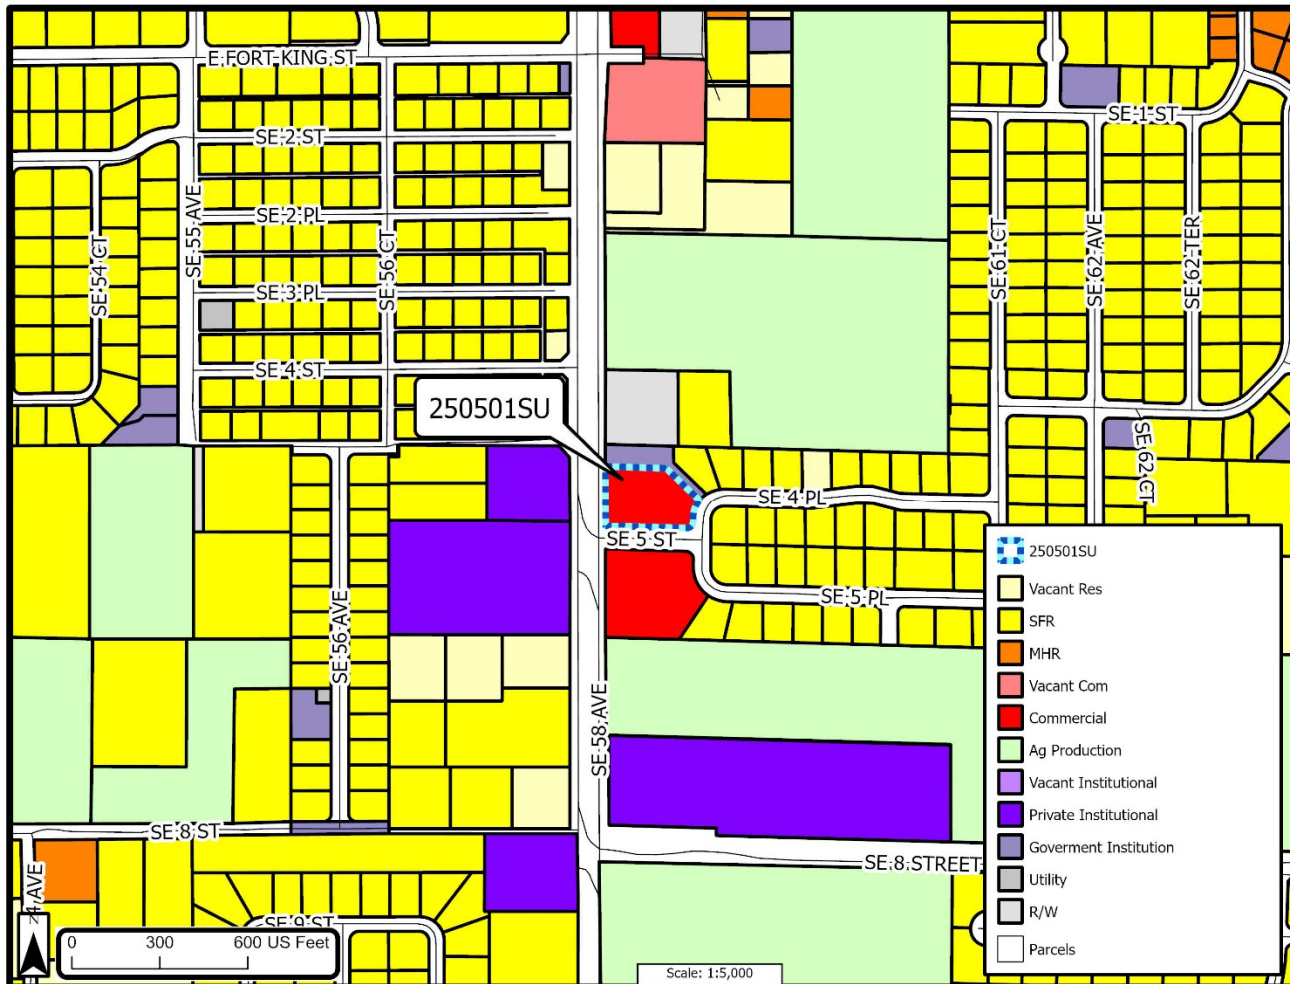 E FORT KING ST
SE 1 ST
SE 2 ST
SE 55 AVE
SE 2 PL
SE 54 CT
SE 56 CT
SE 61 CT
SE 62 AVE
SE 62 TER
SE 3 PL
SE 4 ST
250501SU
SE 62 CT
SE 4 PL
SE 5 ST
250501SU
Vacant Res
SE 5 PL
SFR
SE 56 AVE
MHR
Vacant Com
SE 58 AVE
Commercial
Ag Production
Vacant Institutional
Private Institutional
SE 8 ST
Goverment Institution
SE 8 STREET
Utility
AVE
R/W
SE 9 ST
0 300 600 US Feet
Parcels
Scale: 1:5,000